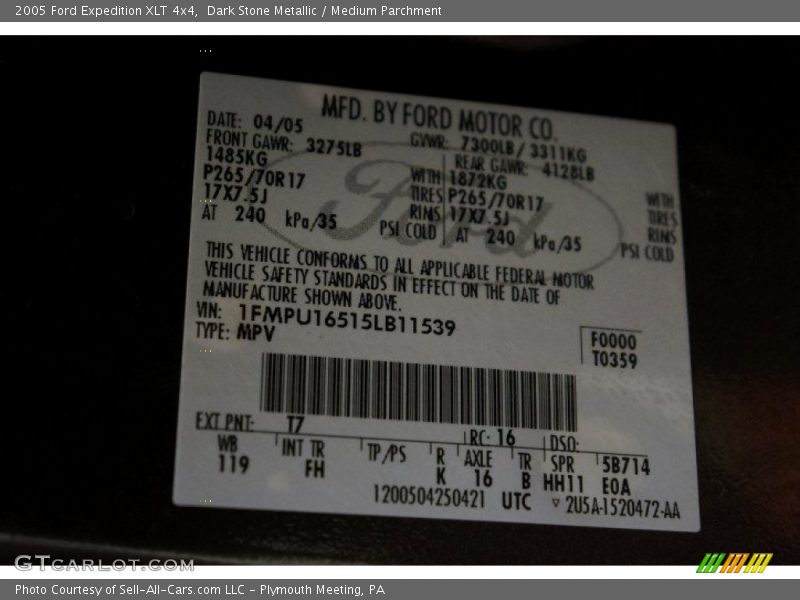 2005 Ford Expedition XLT 4x4, Dark Stone Metallic / Medium Parchment
MFD. BY FORD MOTOR CO.
DATE: 04/05 GVWR: 7300LB / 3311KG
FRONT GAWR: 3275LB REAR GAWR: 4128LB
1485KG WITH 1872KG WITH
P265/70R17 TIRES P265/70R17 TIRES
17X7.5J RIMS 17X7.5J RIMS
AT 240 kPa/35 PSI COLD AT 240 kPa/35 PSI COLD
Ford
THIS VEHICLE CONFORMS TO ALL APPLICABLE FEDERAL MOTOR
VEHICLE SAFETY STANDARDS IN EFFECT ON THE DATE OF
MANUFACTURE SHOWN ABOVE.
VIN: 1FMPU16515LB11539
TYPE: MPV
F0000
T0359
EXT PNT: T7 RC: 16 DSO:
WB INT TR TP/PS R AXLE TR SPR 5B714
119 FH K 16 B HH11 E0A
1200504250421 UTC ▽ 2U5A-1520472-AA
GTCARLOT.COM
Photo Courtesy of Sell-All-Cars.com LLC - Plymouth Meeting, PA